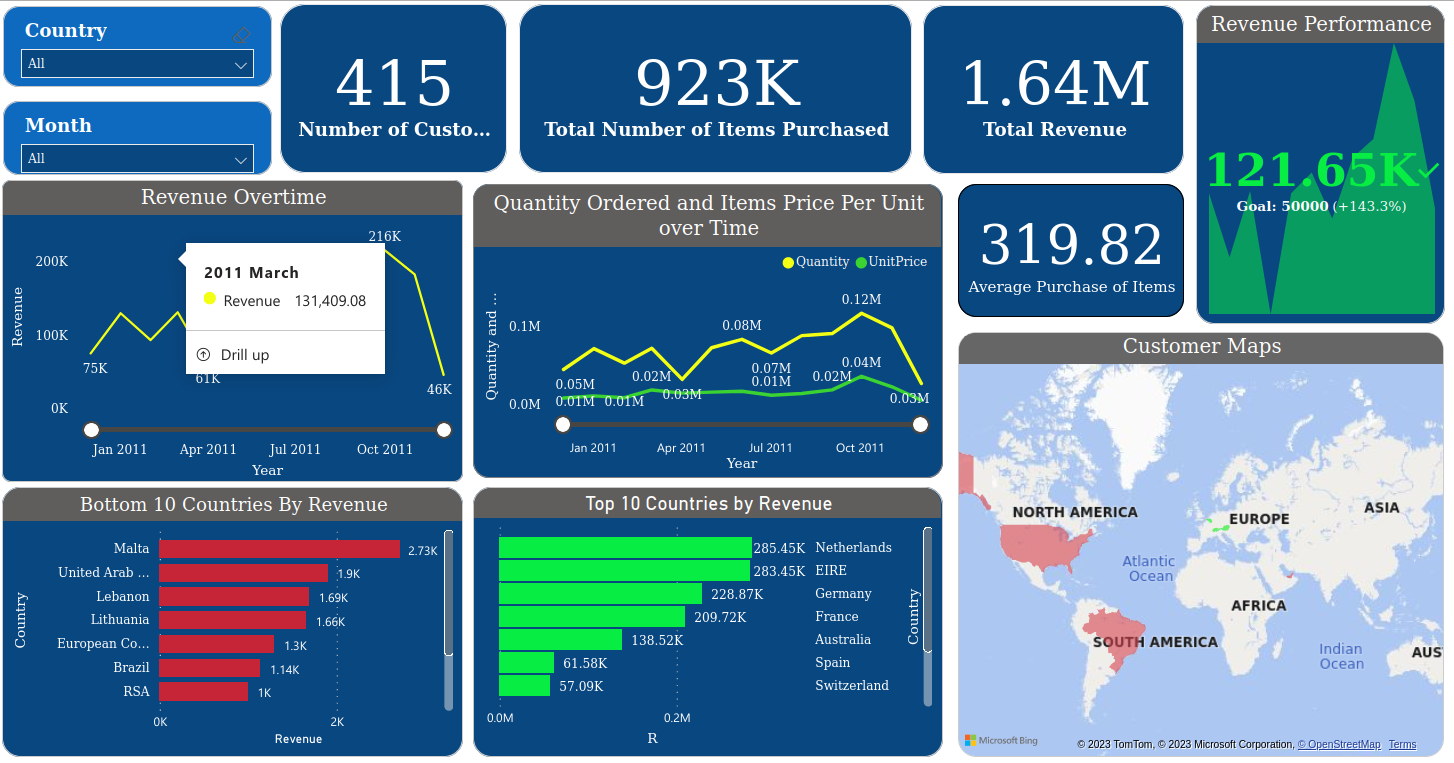 Country
All
Month
All
415
Number of Custo...
923K
Total Number of Items Purchased
1.64M
Total Revenue
Revenue Performance
121.65K
Goal: 50000 (+143.3%)
Revenue Overtime
Revenue
200K
100K
0K
75K
61K
216K
46K
2011 March
Revenue 131,409.08
Drill up
Jan 2011 Apr 2011 Jul 2011 Oct 2011
Year
Quantity Ordered and Items Price Per Unit
over Time
Quantity UnitPrice
Quantity and ...
0.1M
0.0M
0.05M
0.01M
0.01M
0.02M
0.03M
0.08M
0.07M
0.01M
0.02M
0.12M
0.04M
0.03M
Jan 2011 Apr 2011 Jul 2011 Oct 2011
Year
319.82
Average Purchase of Items
Customer Maps
NORTH AMERICA
EUROPE
ASIA
Atlantic
Ocean
AFRICA
SOUTH AMERICA
Indian
Ocean
AUS
Microsoft Bing
© 2023 TomTom, © 2023 Microsoft Corporation, © OpenStreetMap Terms
Bottom 10 Countries By Revenue
Country
Malta 2.73K
United Arab ... 1.9K
Lebanon 1.69K
Lithuania 1.66K
European Co... 1.3K
Brazil 1.14K
RSA 1K
0K 2K
Revenue
Top 10 Countries by Revenue
285.45K Netherlands
283.45K EIRE
228.87K Germany
209.72K France
138.52K Australia
61.58K Spain
57.09K Switzerland
Country
0.0M 0.2M
R